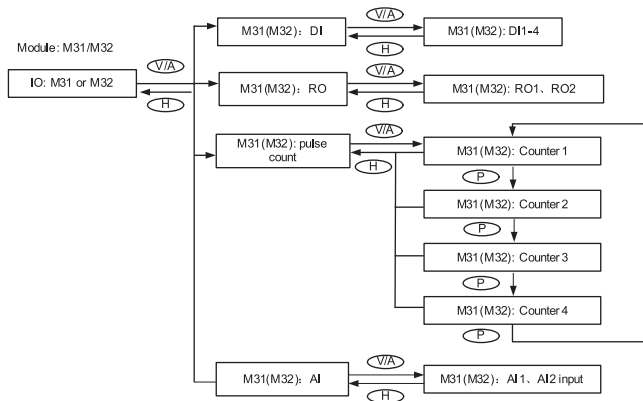 Module: M31/M32
IO: M31 or M32
V/A
H
M31(M32)：DI
V/A
H
M31(M32): DI1-4
M31(M32)：RO
V/A
H
M31(M32): RO1、RO2
M31(M32): pulse
count
V/A
H
M31(M32): Counter 1
P
M31(M32): Counter 2
P
M31(M32): Counter 3
P
M31(M32): Counter 4
P
M31(M32)：AI
V/A
H
M31(M32)：AI1、AI2 input